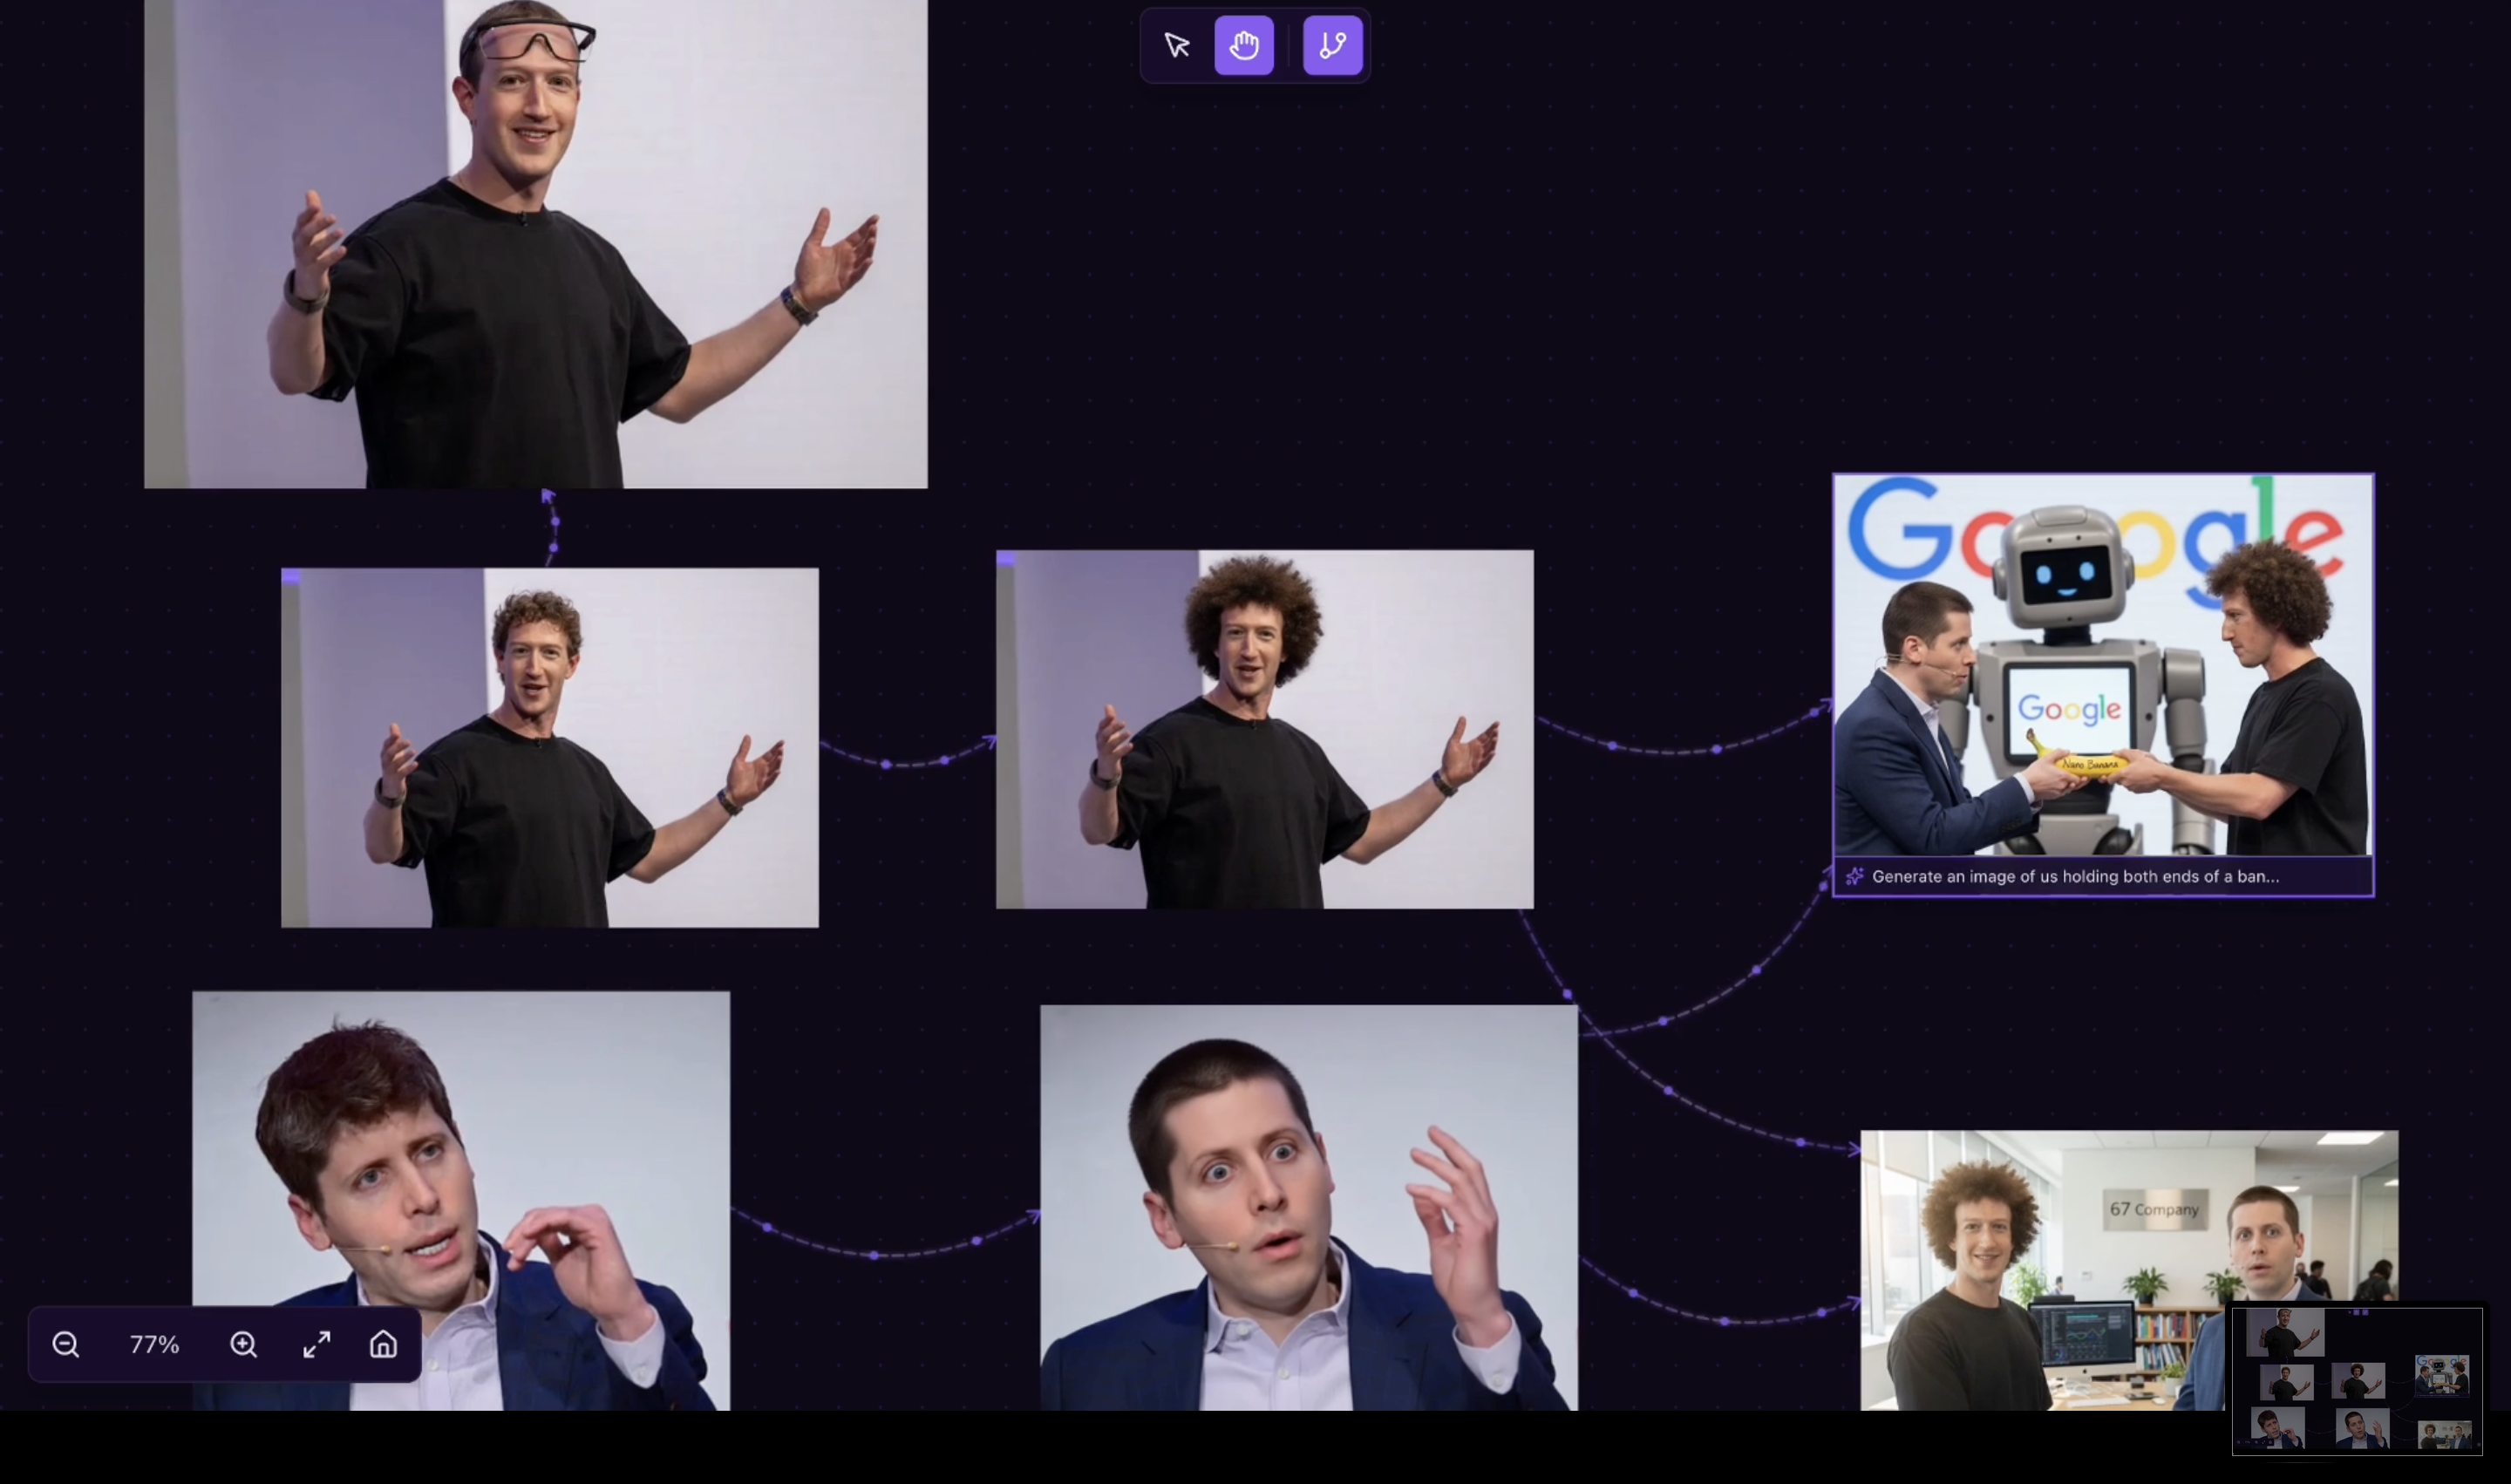 Google
Google
Nano Banana
Generate an image of us holding both ends of a ban...
67 Company
77%